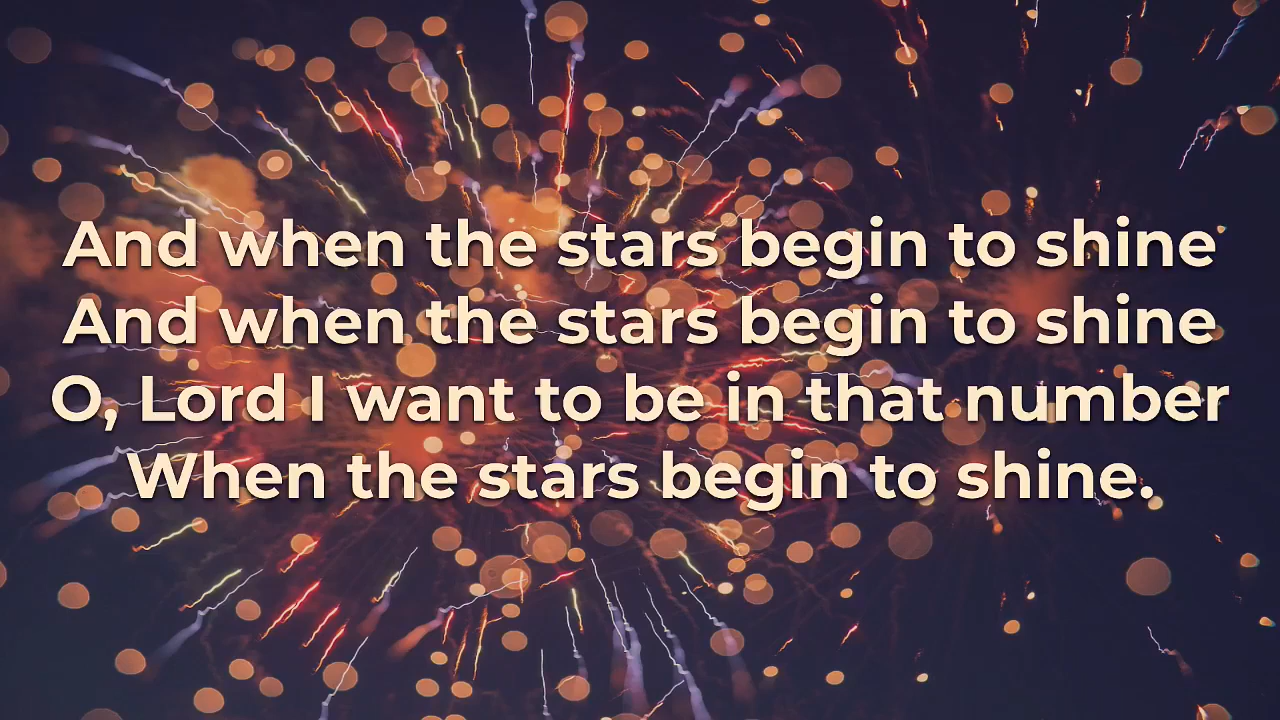 And when the stars begin to shine
And when the stars begin to shine
O, Lord I want to be in that number
When the stars begin to shine.